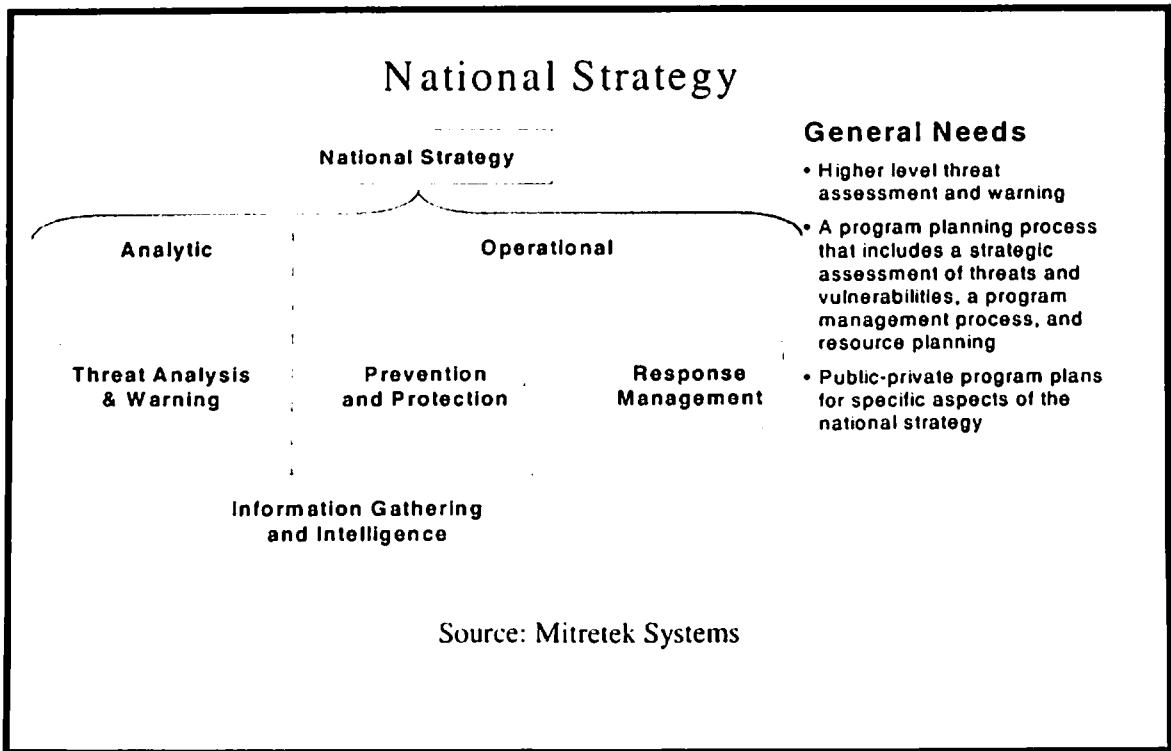 National Strategy
National Strategy
Analytic
Operational
Threat Analysis
& Warning
Prevention
and Protection
Response
Management
Information Gathering
and Intelligence
General Needs
• Higher level threat
assessment and warning
• A program planning process
that includes a strategic
assessment of threats and
vulnerabilities, a program
management process, and
resource planning
• Public-private program plans
for specific aspects of the
national strategy
Source: Mitretek Systems